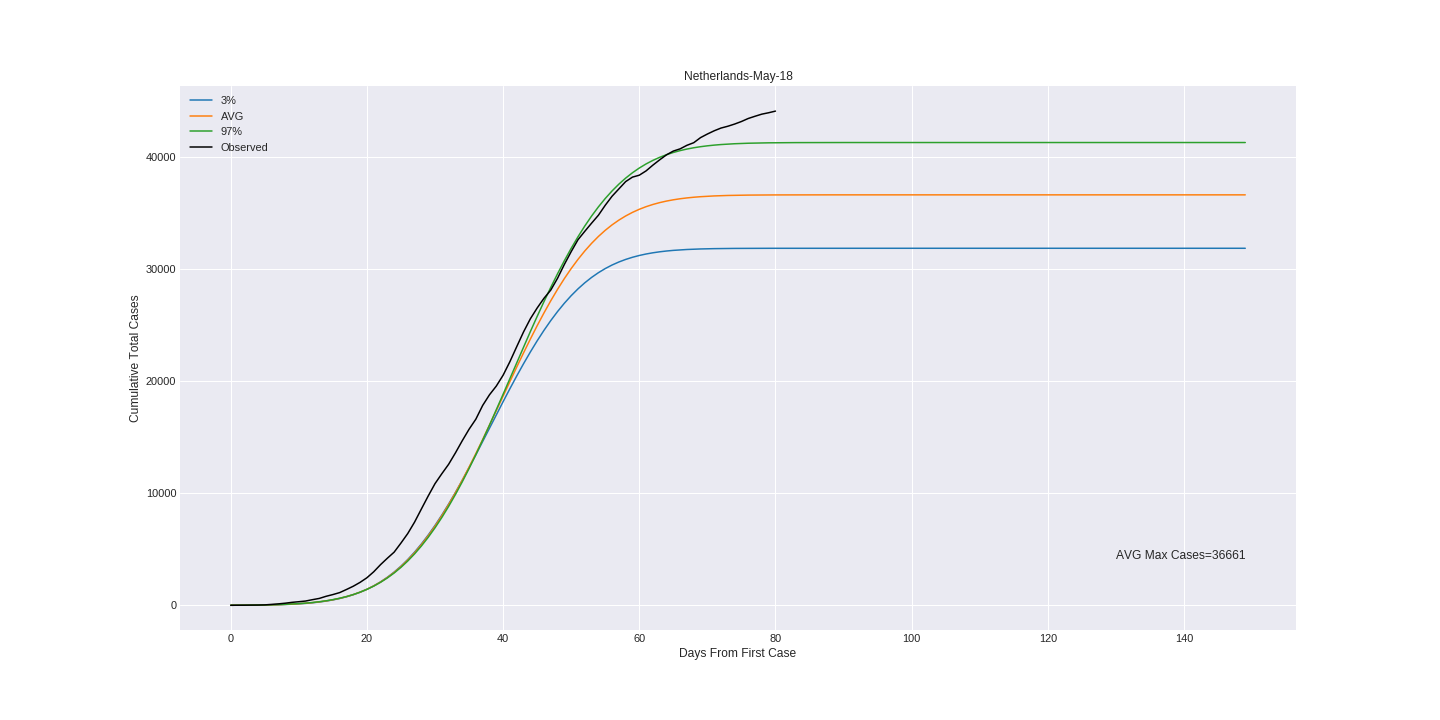 Netherlands-May-18
3%
AVG
97%
Observed
40000
30000
20000
10000
0
Cumulative Total Cases
AVG Max Cases=36661
0 20 40 60 80 100 120 140
Days From First Case